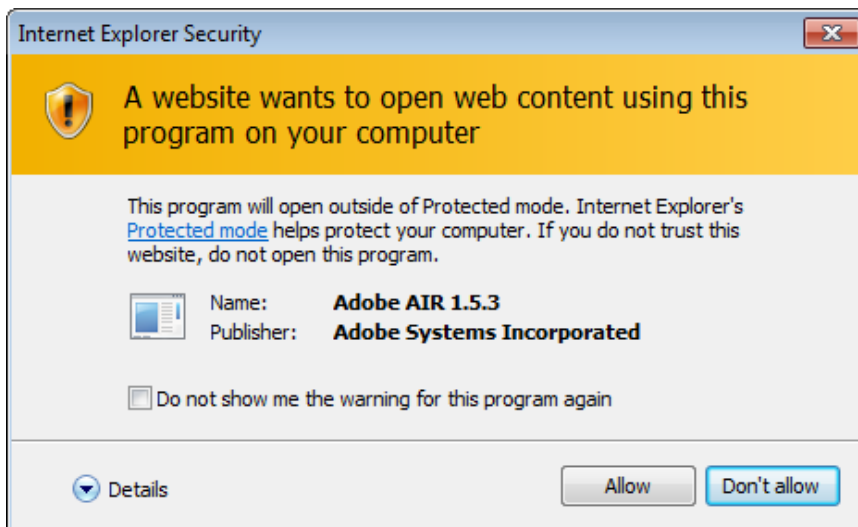 Internet Explorer Security
A website wants to open web content using this
program on your computer
This program will open outside of Protected mode. Internet Explorer's
Protected mode helps protect your computer. If you do not trust this
website, do not open this program.
Name: Adobe AIR 1.5.3
Publisher: Adobe Systems Incorporated
Do not show me the warning for this program again
Details Allow Don't allow